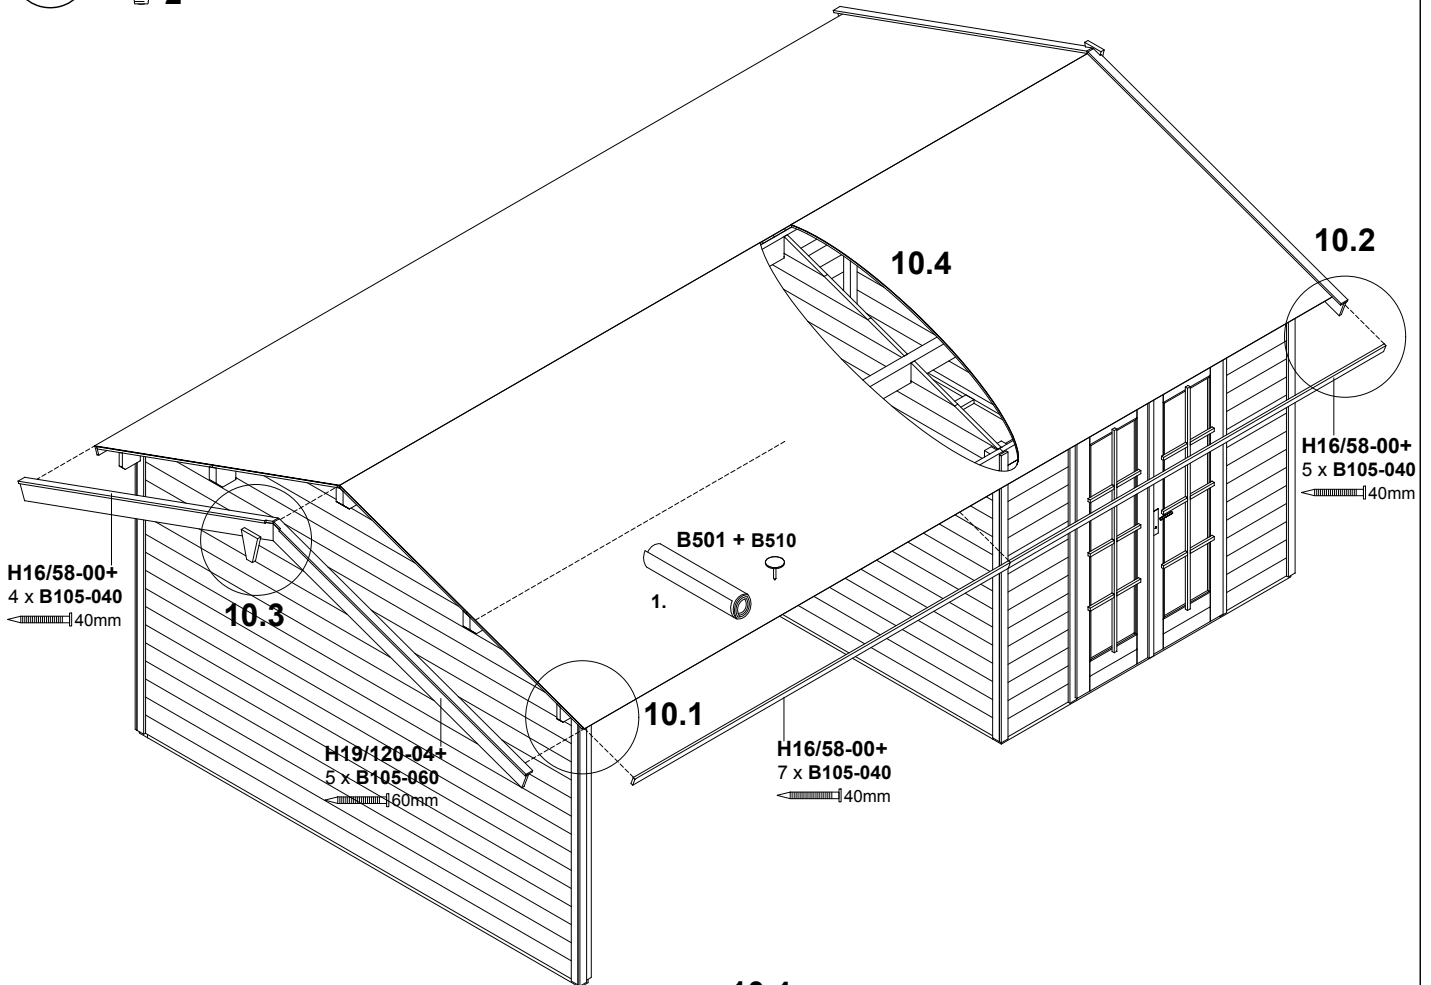 2
10.4
10.2
H16/58-00+
5 x B105-040
40mm
B501 + B510
1.
H16/58-00+
4 x B105-040
40mm
10.3
10.1
H19/120-04+
5 x B105-060
60mm
H16/58-00+
7 x B105-040
40mm